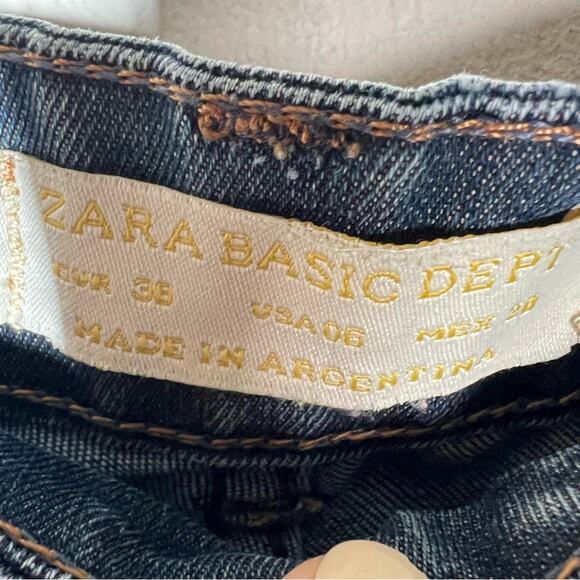 ZARA BASIC DEPT
EUR 38 USA 06 MEX 28
MADE IN ARGENTINA